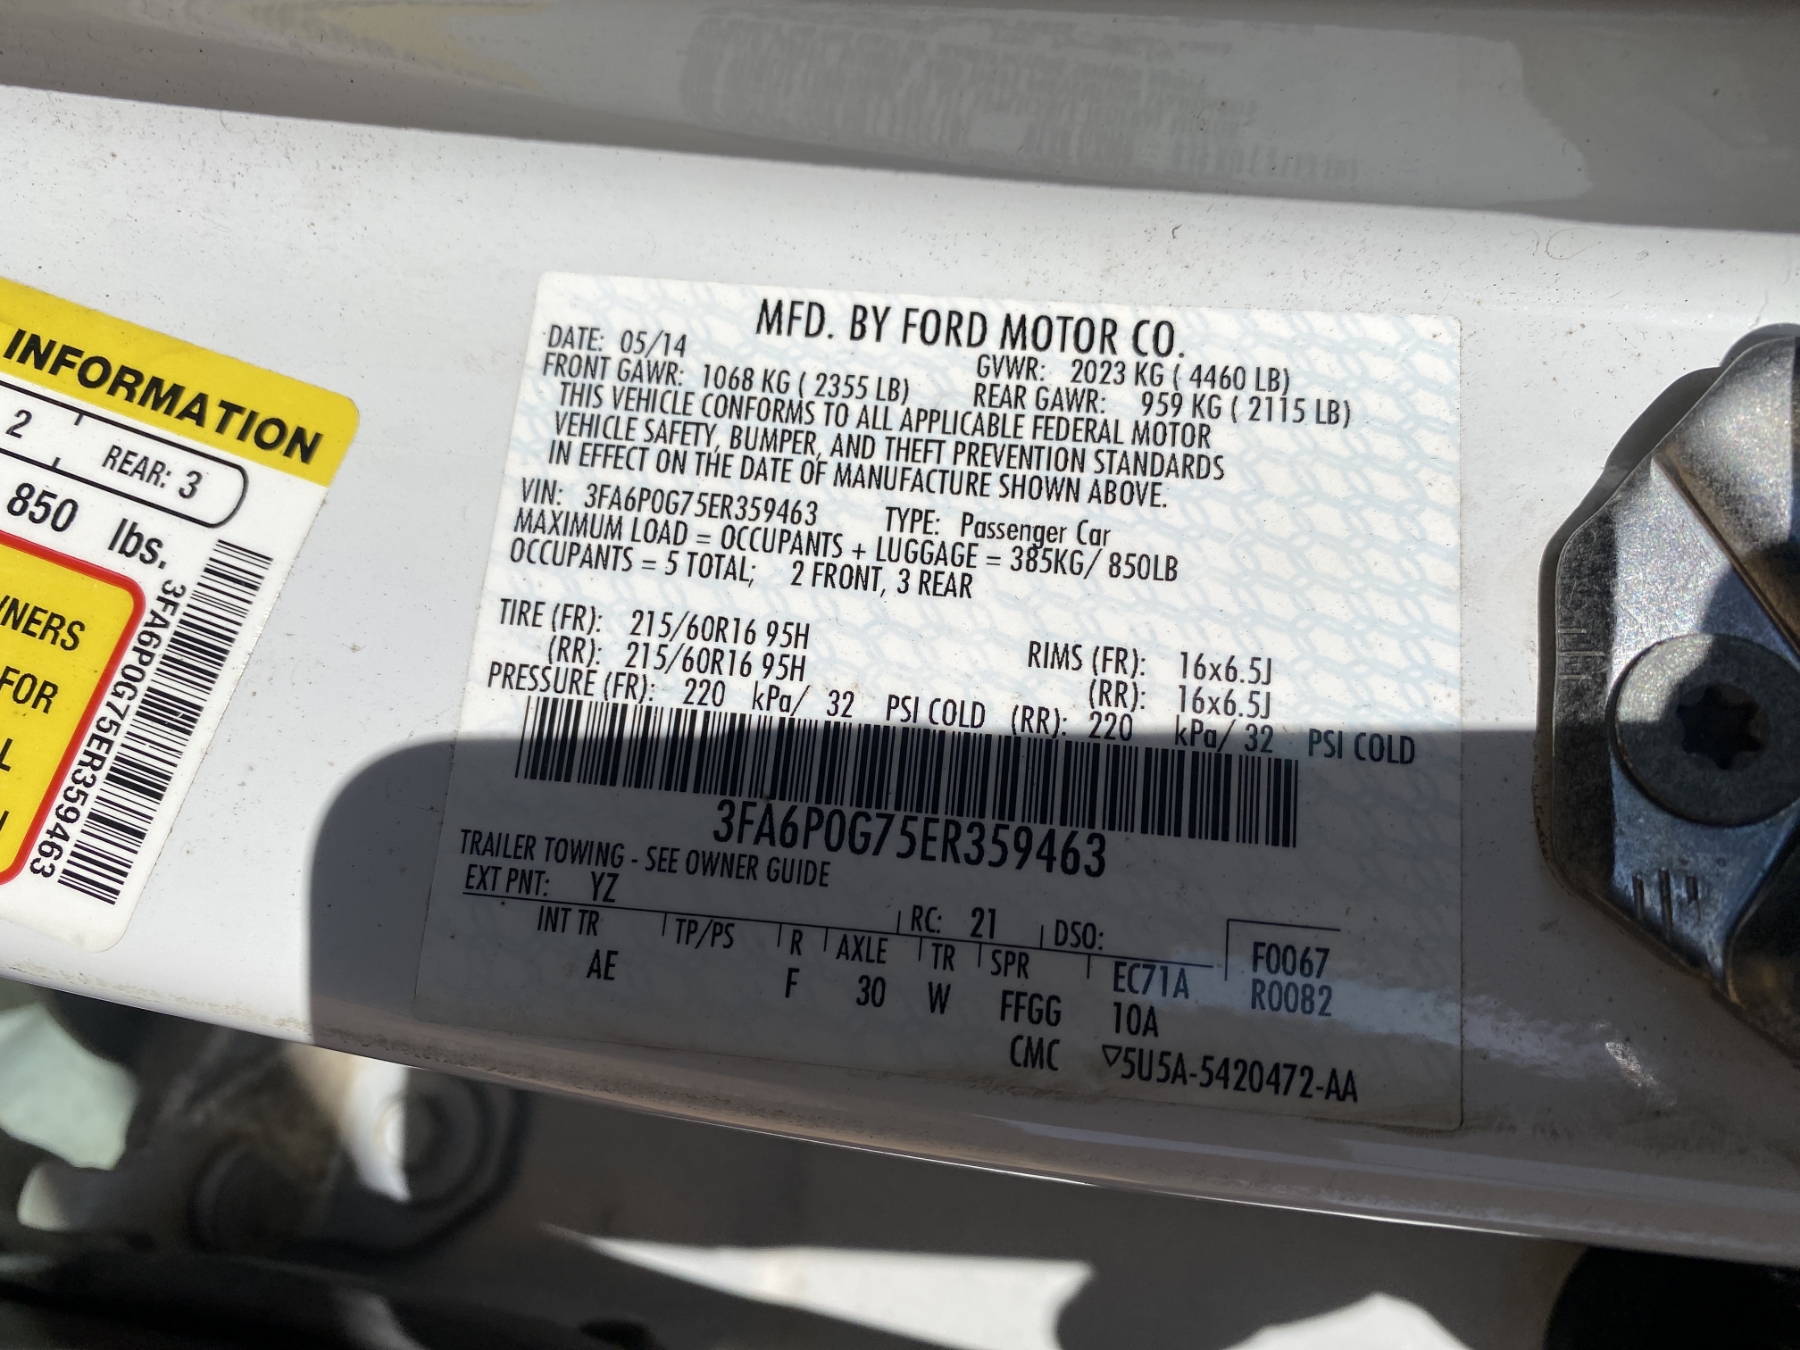 INFORMATION
2
REAR: 3
850 lbs.
FOR
3FA6P0G75ER359463
MFD. BY FORD MOTOR CO.
DATE: 05/14 GVWR: 2023 KG ( 4460 LB)
FRONT GAWR: 1068 KG ( 2355 LB) REAR GAWR: 959 KG ( 2115 LB)
THIS VEHICLE CONFORMS TO ALL APPLICABLE FEDERAL MOTOR
VEHICLE SAFETY, BUMPER, AND THEFT PREVENTION STANDARDS
IN EFFECT ON THE DATE OF MANUFACTURE SHOWN ABOVE.
VIN: 3FA6P0G75ER359463 TYPE: Passenger Car
MAXIMUM LOAD = OCCUPANTS + LUGGAGE = 385KG/ 850LB
OCCUPANTS = 5 TOTAL; 2 FRONT, 3 REAR
TIRE (FR): 215/60R16 95H RIMS (FR): 16x6.5J
(RR): 215/60R16 95H (RR): 16x6.5J
PRESSURE (FR): 220 kPa/ 32 PSI COLD (RR): 220 kPa/ 32 PSI COLD
3FA6P0G75ER359463
TRAILER TOWING - SEE OWNER GUIDE
EXT PNT: YZ RC: 21 DSO: F0067
INT TR TP/PS R AXLE TR SPR EC71A R0082
AE F 30 W FFGG 10A
CMC ▽5U5A-5420472-AA